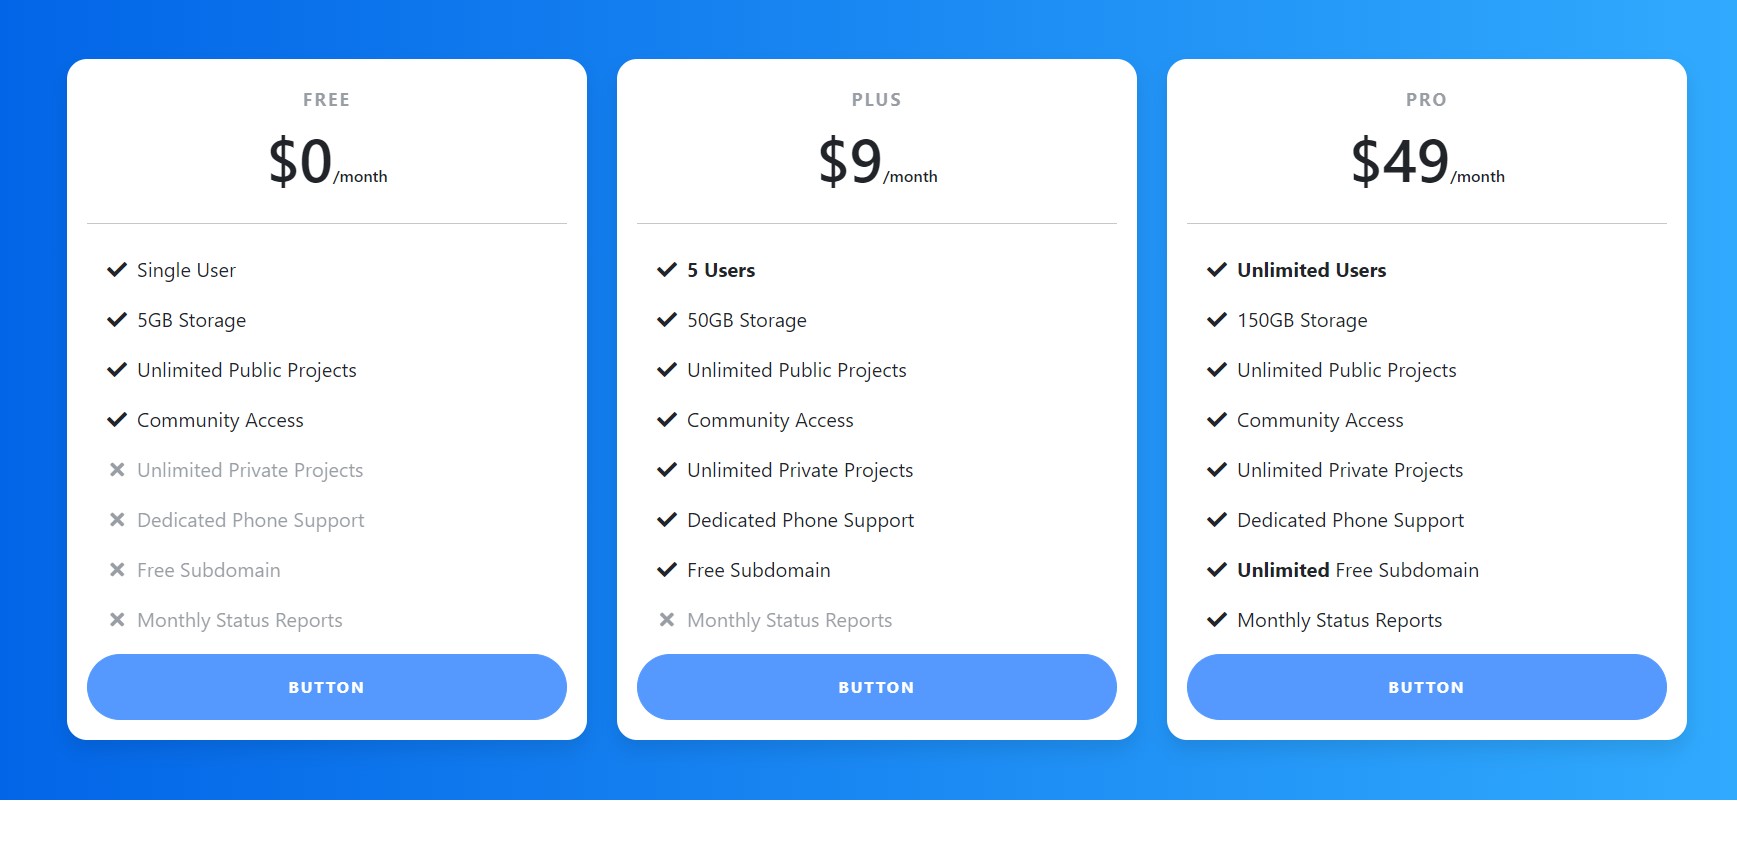 FREE
$0/month
Single User
5GB Storage
Unlimited Public Projects
Community Access
Unlimited Private Projects
Dedicated Phone Support
Free Subdomain
Monthly Status Reports
BUTTON
PLUS
$9/month
5 Users
50GB Storage
Unlimited Public Projects
Community Access
Unlimited Private Projects
Dedicated Phone Support
Free Subdomain
Monthly Status Reports
BUTTON
PRO
$49/month
Unlimited Users
150GB Storage
Unlimited Public Projects
Community Access
Unlimited Private Projects
Dedicated Phone Support
Unlimited Free Subdomain
Monthly Status Reports
BUTTON